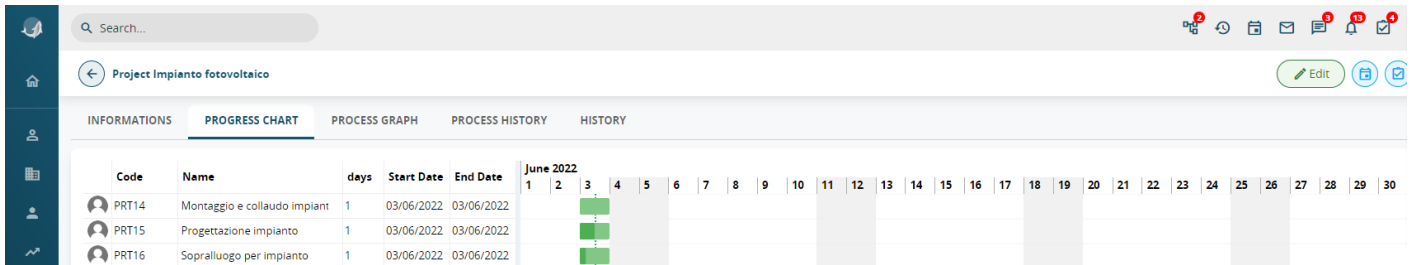 Search...
2
3
13
4
Project Impianto fotovoltaico
Edit
INFORMATIONS PROGRESS CHART PROCESS GRAPH PROCESS HISTORY HISTORY
June 2022
Code Name days Start Date End Date
1 2 3 4 5 6 7 8 9 10 11 12 13 14 15 16 17 18 19 20 21 22 23 24 25 26 27 28 29 30
PRT14 Montaggio e collaudo impiant 1 03/06/2022 03/06/2022
PRT15 Progettazione impianto 1 03/06/2022 03/06/2022
PRT16 Sopralluogo per impianto 1 03/06/2022 03/06/2022